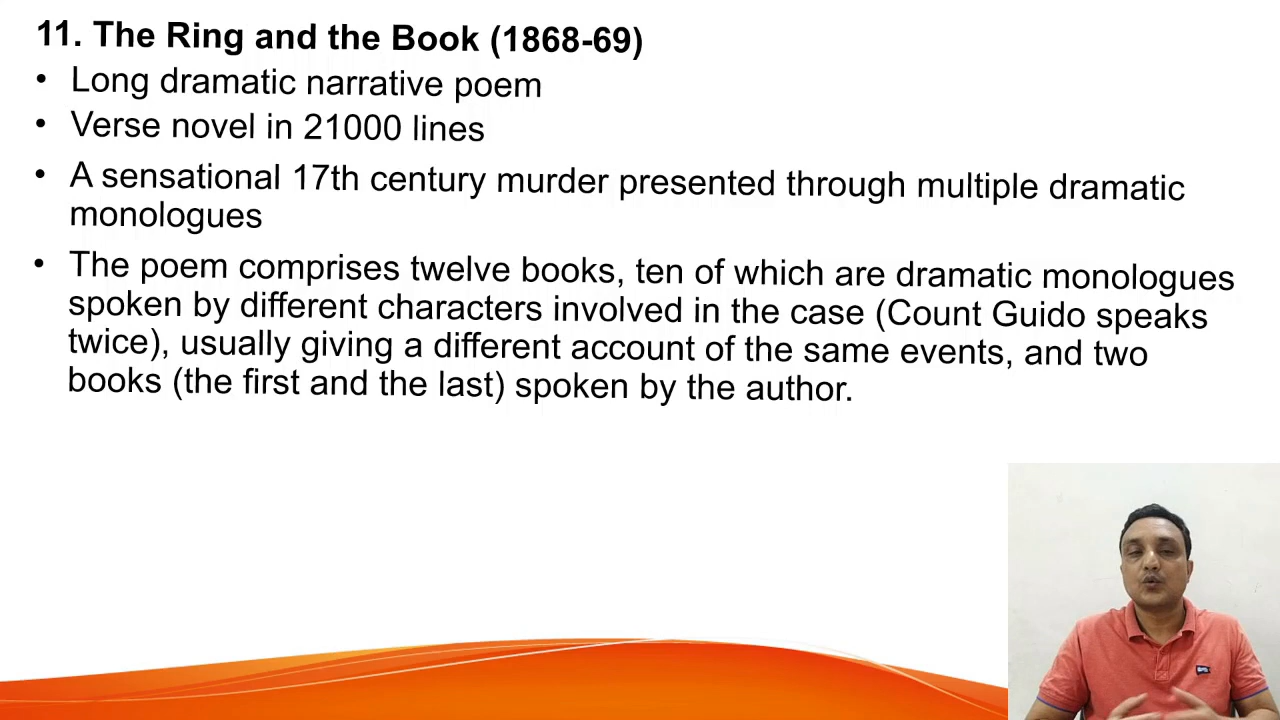 11. The Ring and the Book (1868-69)
• Long dramatic narrative poem
• Verse novel in 21000 lines
• A sensational 17th century murder presented through multiple dramatic
monologues
• The poem comprises twelve books, ten of which are dramatic monologues
spoken by different characters involved in the case (Count Guido speaks
twice), usually giving a different account of the same events, and two
books (the first and the last) spoken by the author.